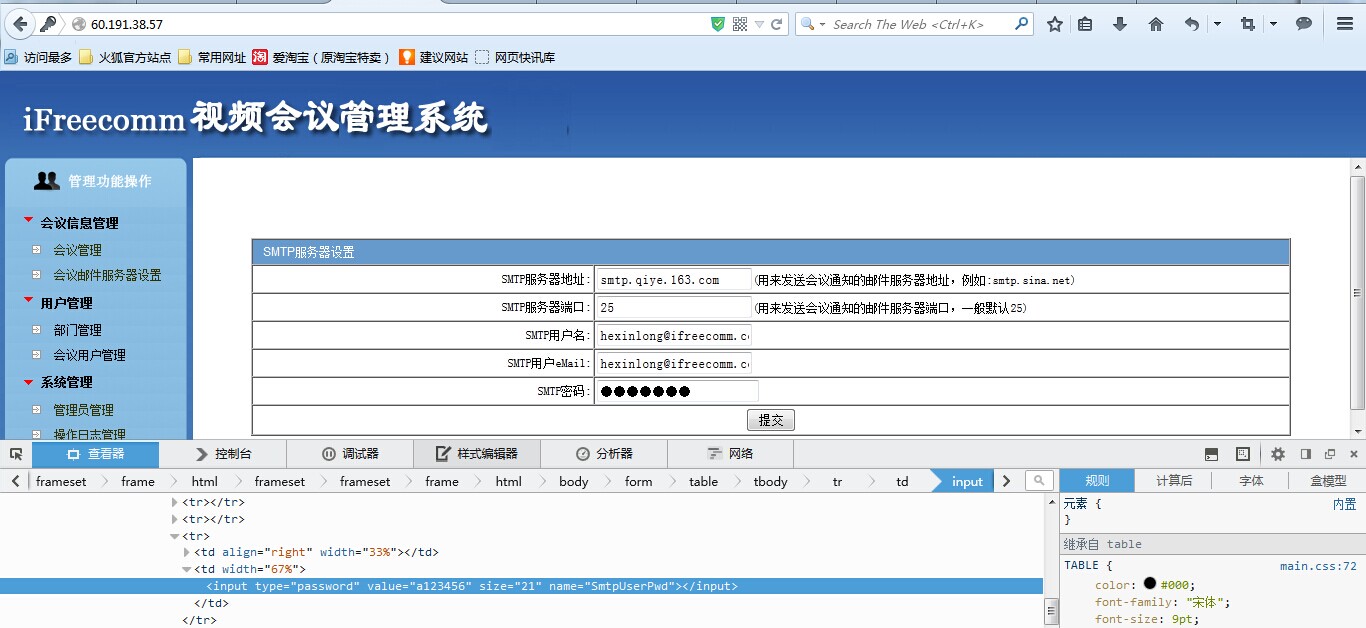 60.191.38.57
Search The Web <Ctrl+K>
访问最多 火狐官方站点 常用网址 淘 爱淘宝（原淘宝特卖） 建议网站 网页快讯库
iFreecomm 视频会议管理系统
管理功能操作
会议信息管理
会议管理
会议邮件服务器设置
用户管理
部门管理
会议用户管理
系统管理
管理员管理
操作日志管理
SMTP服务器设置
SMTP服务器地址: smtp.qiye.163.com (用来发送会议通知的邮件服务器地址，例如:smtp.sina.net)
SMTP服务器端口: 25 (用来发送会议通知的邮件服务器端口，一般默认25)
SMTP用户名: hexinlong@ifreecomm.c
SMTP用户eMail: hexinlong@ifreecomm.c
SMTP密码: ●●●●●●●
提交
查看器 控制台 调试器 样式编辑器 分析器 网络
frameset frame html frameset frameset frame html body form table tbody tr td input
规则 计算后 字体 盒模型
<tr></tr>
<tr></tr>
<tr>
<td align="right" width="33%"></td>
<td width="67%">
<input type="password" value="a123456" size="21" name="SmtpUserPwd"></input>
</td>
</tr>
元素 { 内置
}
继承自 table
TABLE { main.css:72
color: #000;
font-family: "宋体";
font-size: 9pt;